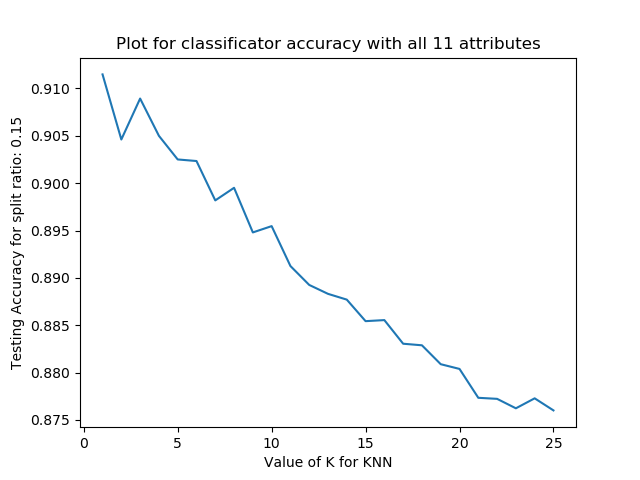 Plot for classificator accuracy with all 11 attributes
0.910
0.905
0.900
0.895
0.890
0.885
0.880
0.875
Testing Accuracy for split ratio: 0.15
0 5 10 15 20 25
Value of K for KNN